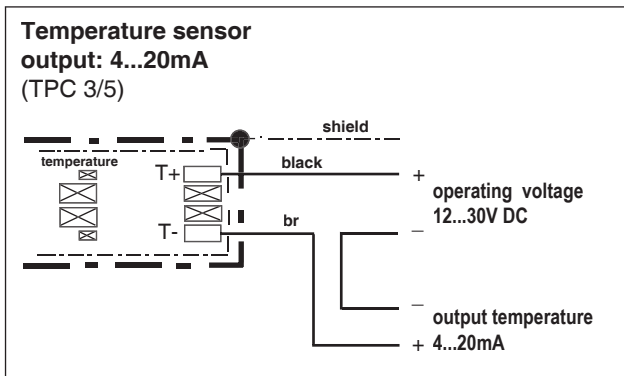 Temperature sensor
output: 4...20mA
(TPC 3/5)
shield
temperature
T+
black
+
operating voltage
12...30V DC
T-
br
–
–
output temperature
+ 4...20mA